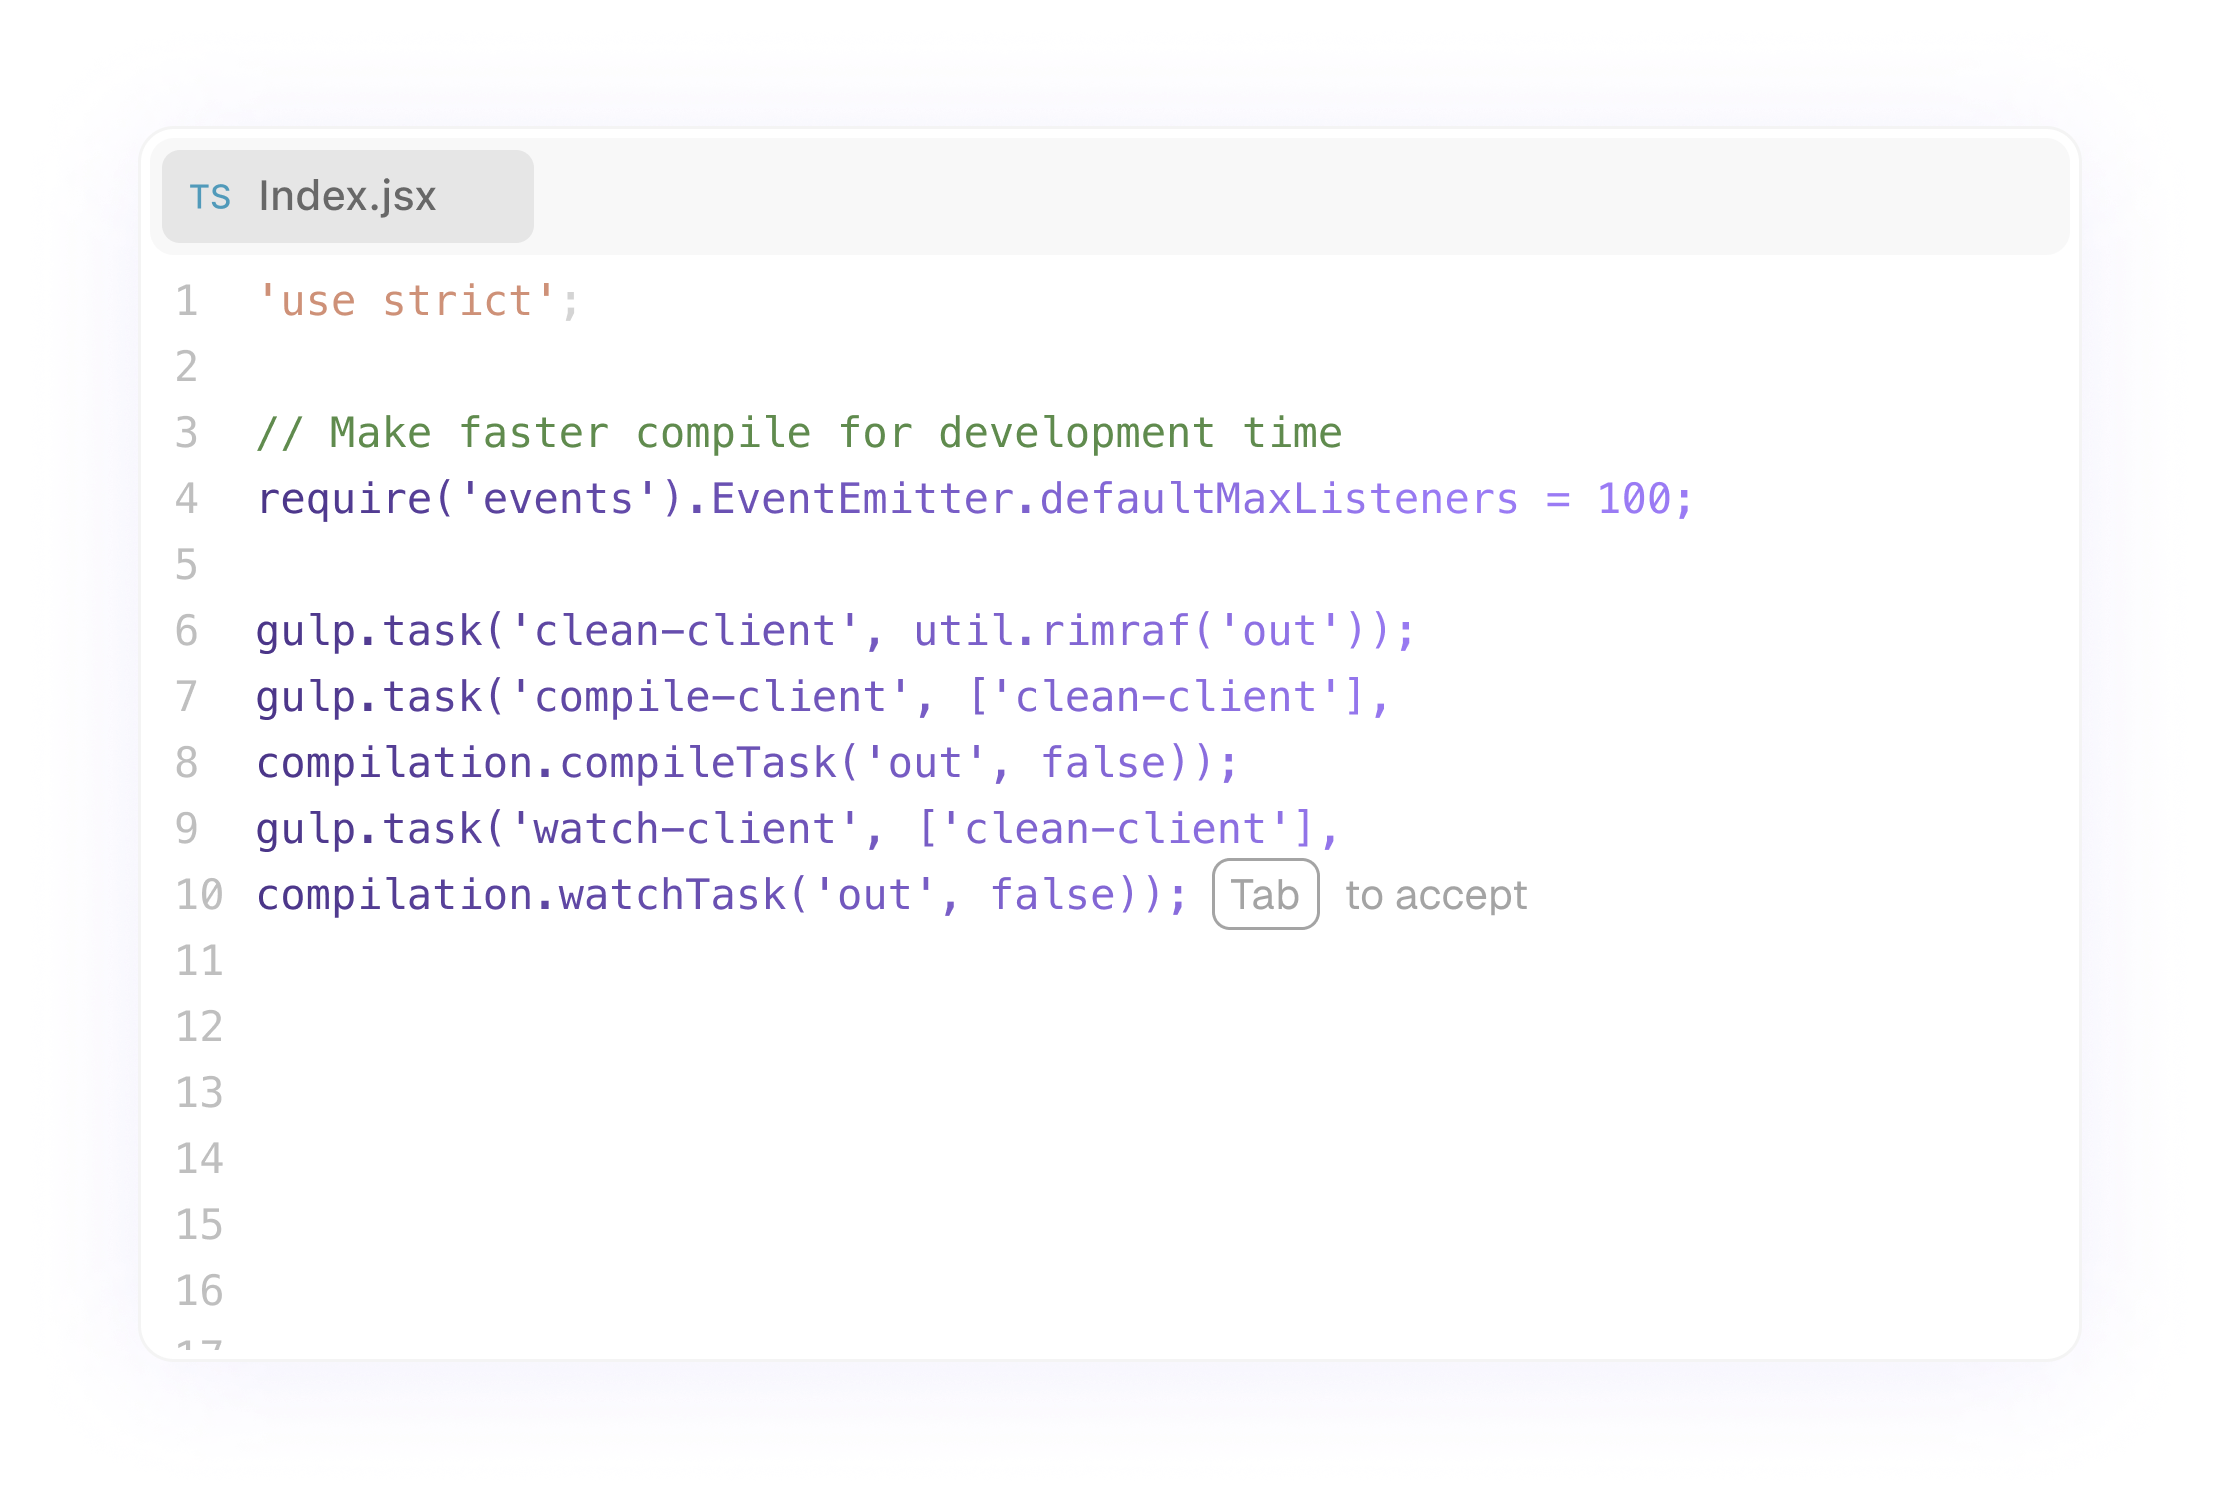 TS Index.jsx
1 'use strict';
2
3 // Make faster compile for development time
4 require('events').EventEmitter.defaultMaxListeners = 100;
5
6 gulp.task('clean-client', util.rimraf('out'));
7 gulp.task('compile-client', ['clean-client'],
8 compilation.compileTask('out', false));
9 gulp.task('watch-client', ['clean-client'],
10 compilation.watchTask('out', false)); Tab to accept
11
12
13
14
15
16
17